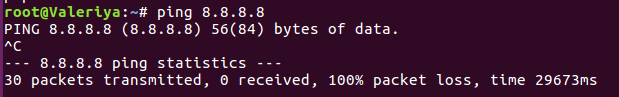 root@Valeriya:~# ping 8.8.8.8
PING 8.8.8.8 (8.8.8.8) 56(84) bytes of data.
^C
--- 8.8.8.8 ping statistics ---
30 packets transmitted, 0 received, 100% packet loss, time 29673ms